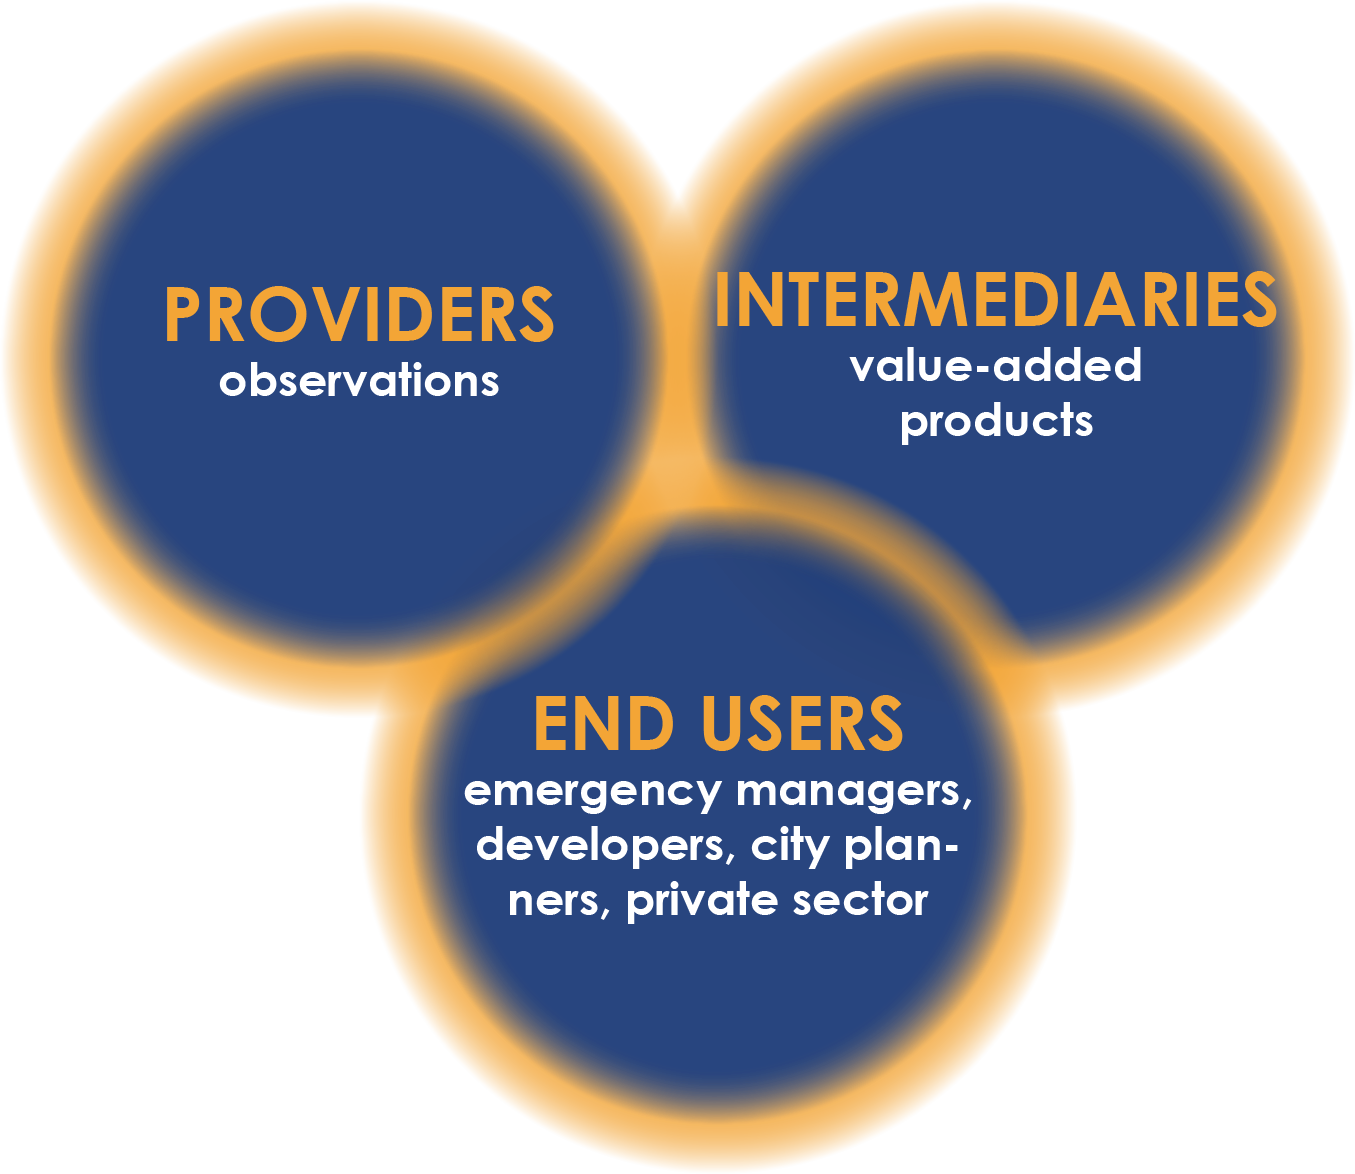 PROVIDERS
observations
INTERMEDIARIES
value-added
products
END USERS
emergency managers,
developers, city plan-
ners, private sector